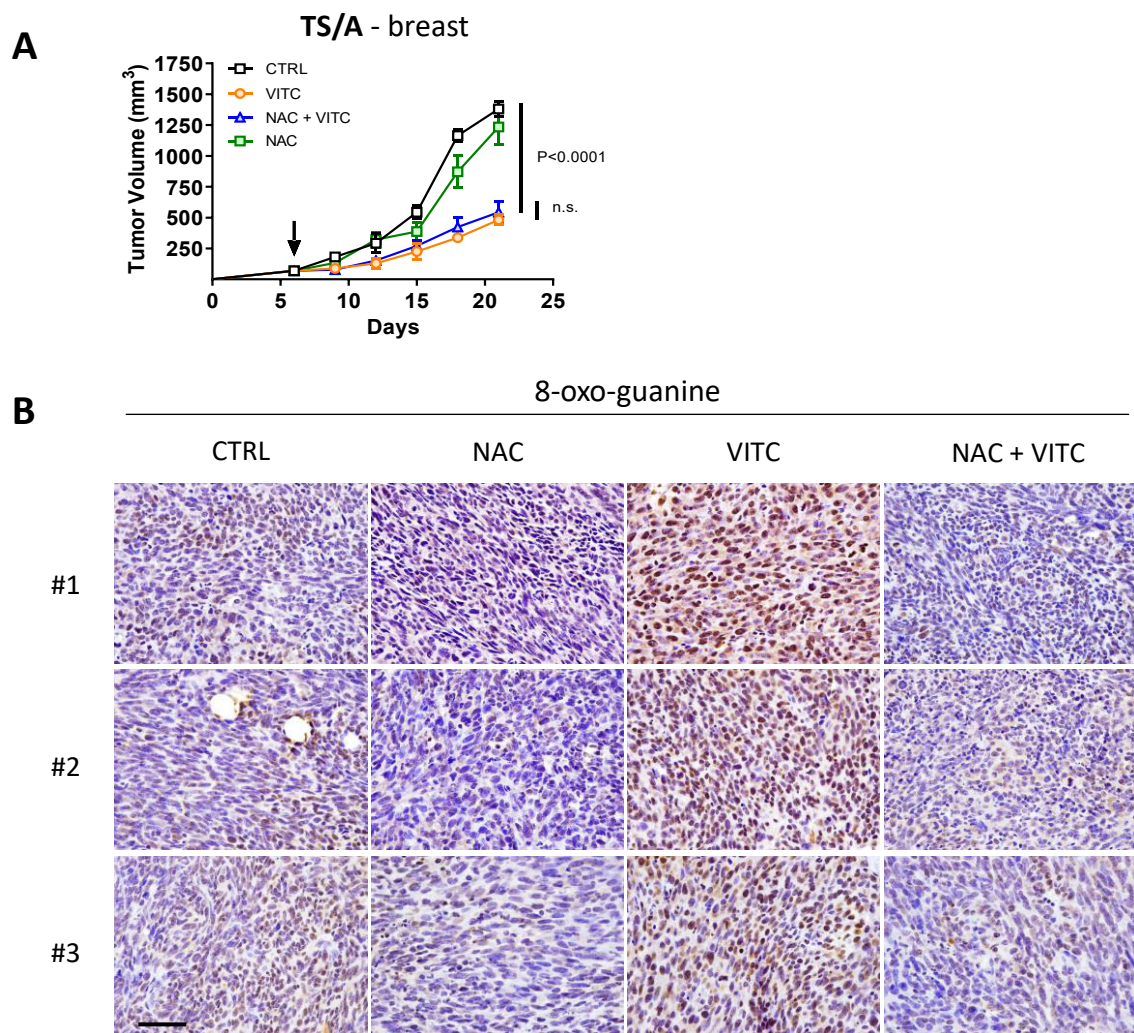 A
TS/A - breast
Tumor Volume (mm³)
1750
1500
1250
1000
750
500
250
CTRL
VITC
NAC + VITC
NAC
P<0.0001
n.s.
0 5 10 15 20 25
Days
B
8-oxo-guanine
CTRL NAC VITC NAC + VITC
#1
#2
#3